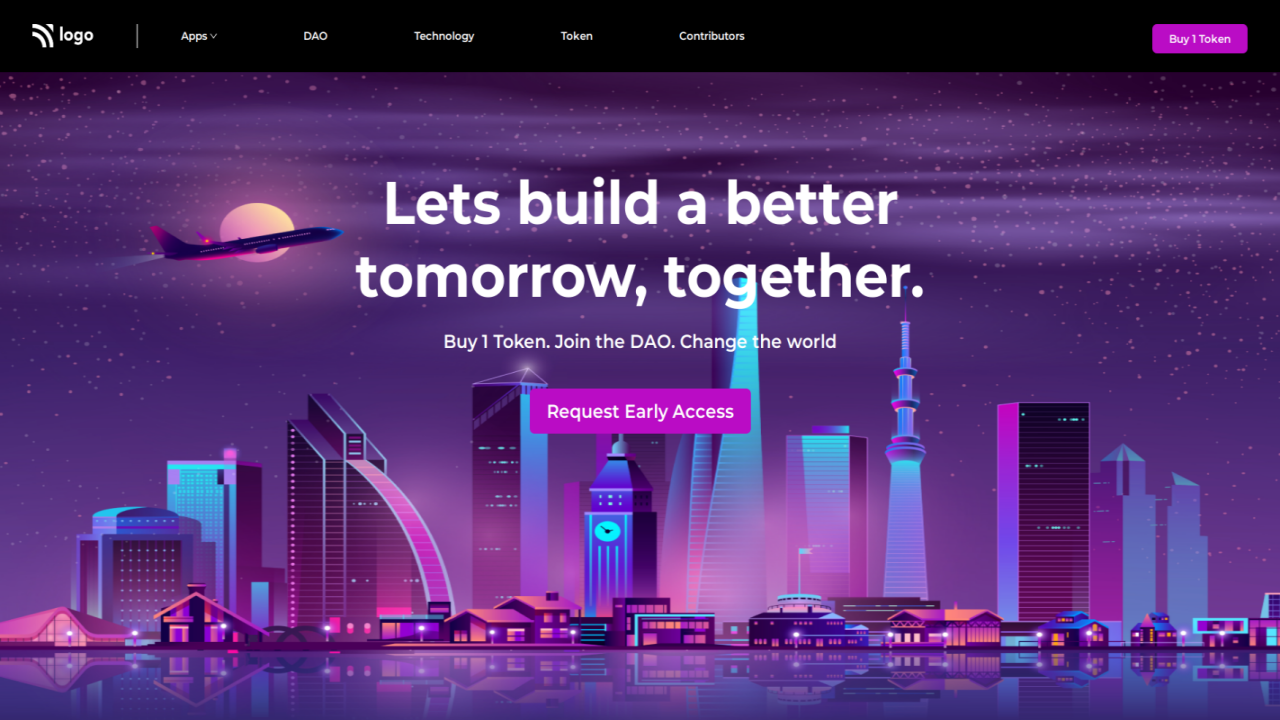 logo
Apps
DAO
Technology
Token
Contributors
Buy 1 Token
Lets build a better
tomorrow, together.
Buy 1 Token. Join the DAO. Change the world
Request Early Access